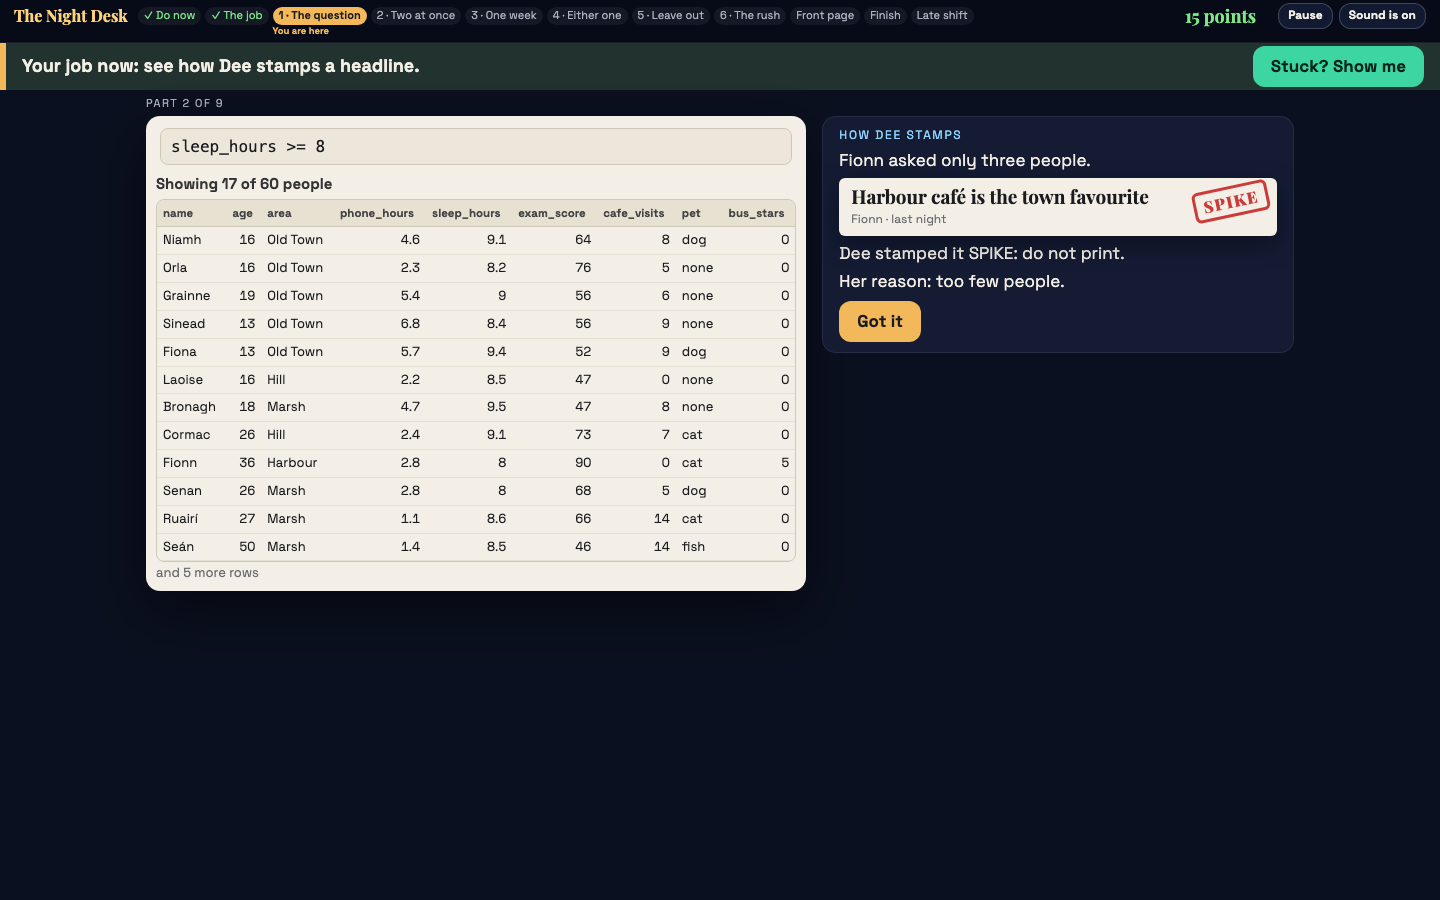 The Night Desk ✓ Do now ✓ The job 1 · The question 2 · Two at once 3 · One week 4 · Either one 5 · Leave out 6 · The rush Front page Finish Late shift 15 points Pause Sound is on
You are here
Your job now: see how Dee stamps a headline. Stuck? Show me
PART 2 OF 9
sleep_hours >= 8
Showing 17 of 60 people
name age area phone_hours sleep_hours exam_score cafe_visits pet bus_stars
Niamh 16 Old Town 4.6 9.1 64 8 dog 0
Orla 16 Old Town 2.3 8.2 76 5 none 0
Grainne 19 Old Town 5.4 9 56 6 none 0
Sinead 13 Old Town 6.8 8.4 56 9 none 0
Fiona 13 Old Town 5.7 9.4 52 9 dog 0
Laoise 16 Hill 2.2 8.5 47 0 none 0
Bronagh 18 Marsh 4.7 9.5 47 8 none 0
Cormac 26 Hill 2.4 9.1 73 7 cat 0
Fionn 36 Harbour 2.8 8 90 0 cat 5
Senan 26 Marsh 2.8 8 68 5 dog 0
Ruairí 27 Marsh 1.1 8.6 66 14 cat 0
Seán 50 Marsh 1.4 8.5 46 14 fish 0
and 5 more rows
HOW DEE STAMPS
Fionn asked only three people.
Harbour café is the town favourite
Fionn · last night
SPIKE
Dee stamped it SPIKE: do not print.
Her reason: too few people.
Got it